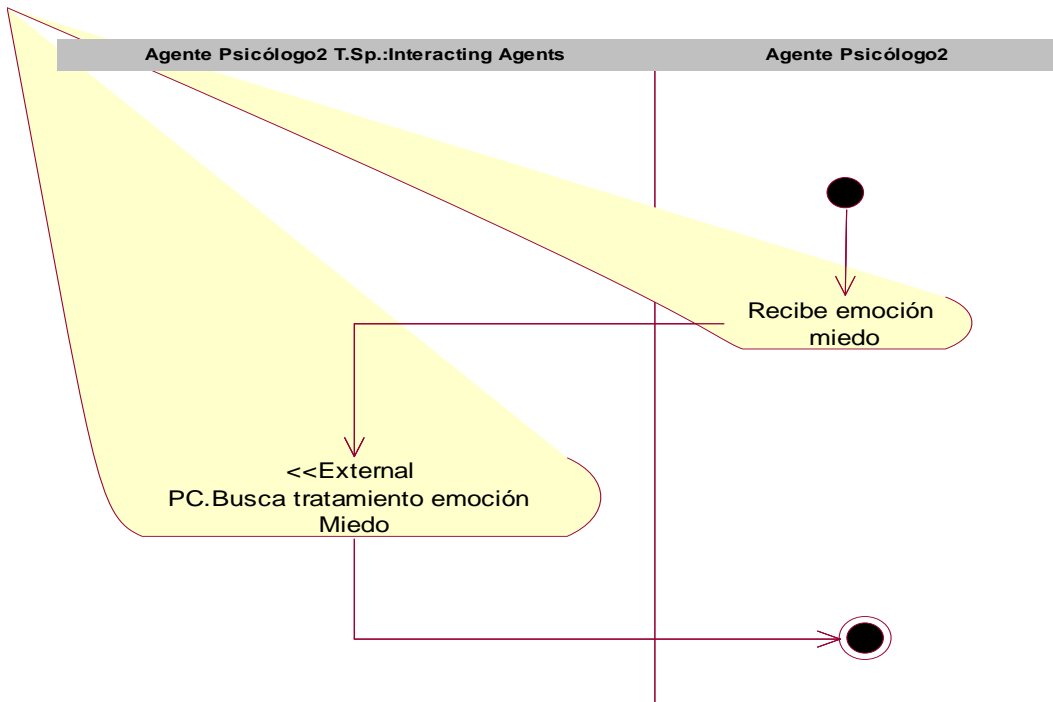 Agente Psicólogo2 T.Sp.:Interacting Agents
Agente Psicólogo2
Recibe emoción
miedo
<<External
PC.Busca tratamiento emoción
Miedo